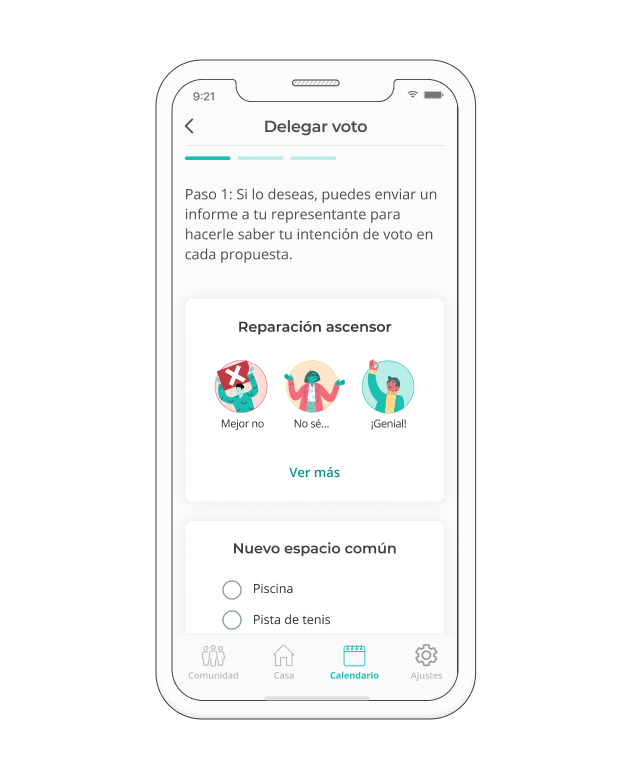 9:21
Delegar voto
Paso 1: Si lo deseas, puedes enviar un
informe a tu representante para
hacerle saber tu intención de voto en
cada propuesta.
Reparación ascensor
Mejor no
No sé...
¡Genial!
Ver más
Nuevo espacio común
Piscina
Pista de tenis
Comunidad
Casa
Calendario
Ajustes